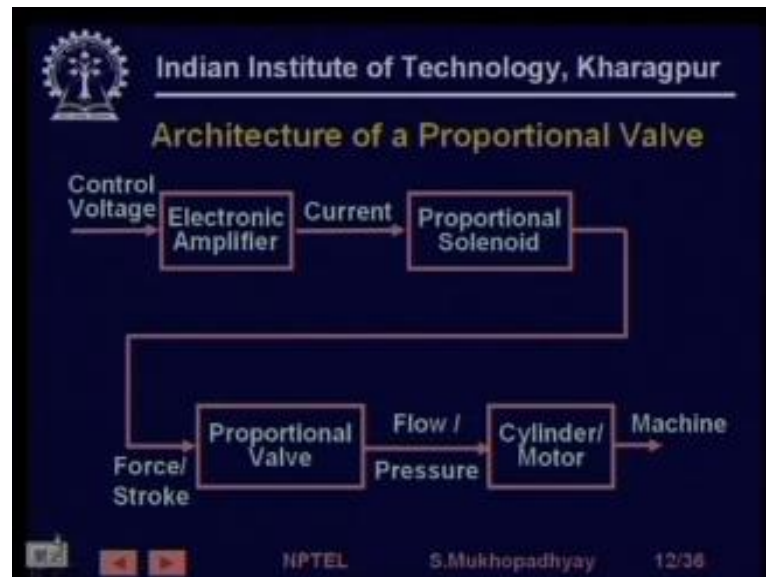 Indian Institute of Technology, Kharagpur
Architecture of a Proportional Valve
Control
Voltage
Electronic
Amplifier
Current
Proportional
Solenoid
Force/
Stroke
Proportional
Valve
Flow /
Pressure
Cylinder/
Motor
Machine
NPTEL
S.Mukhopadhyay
12/36